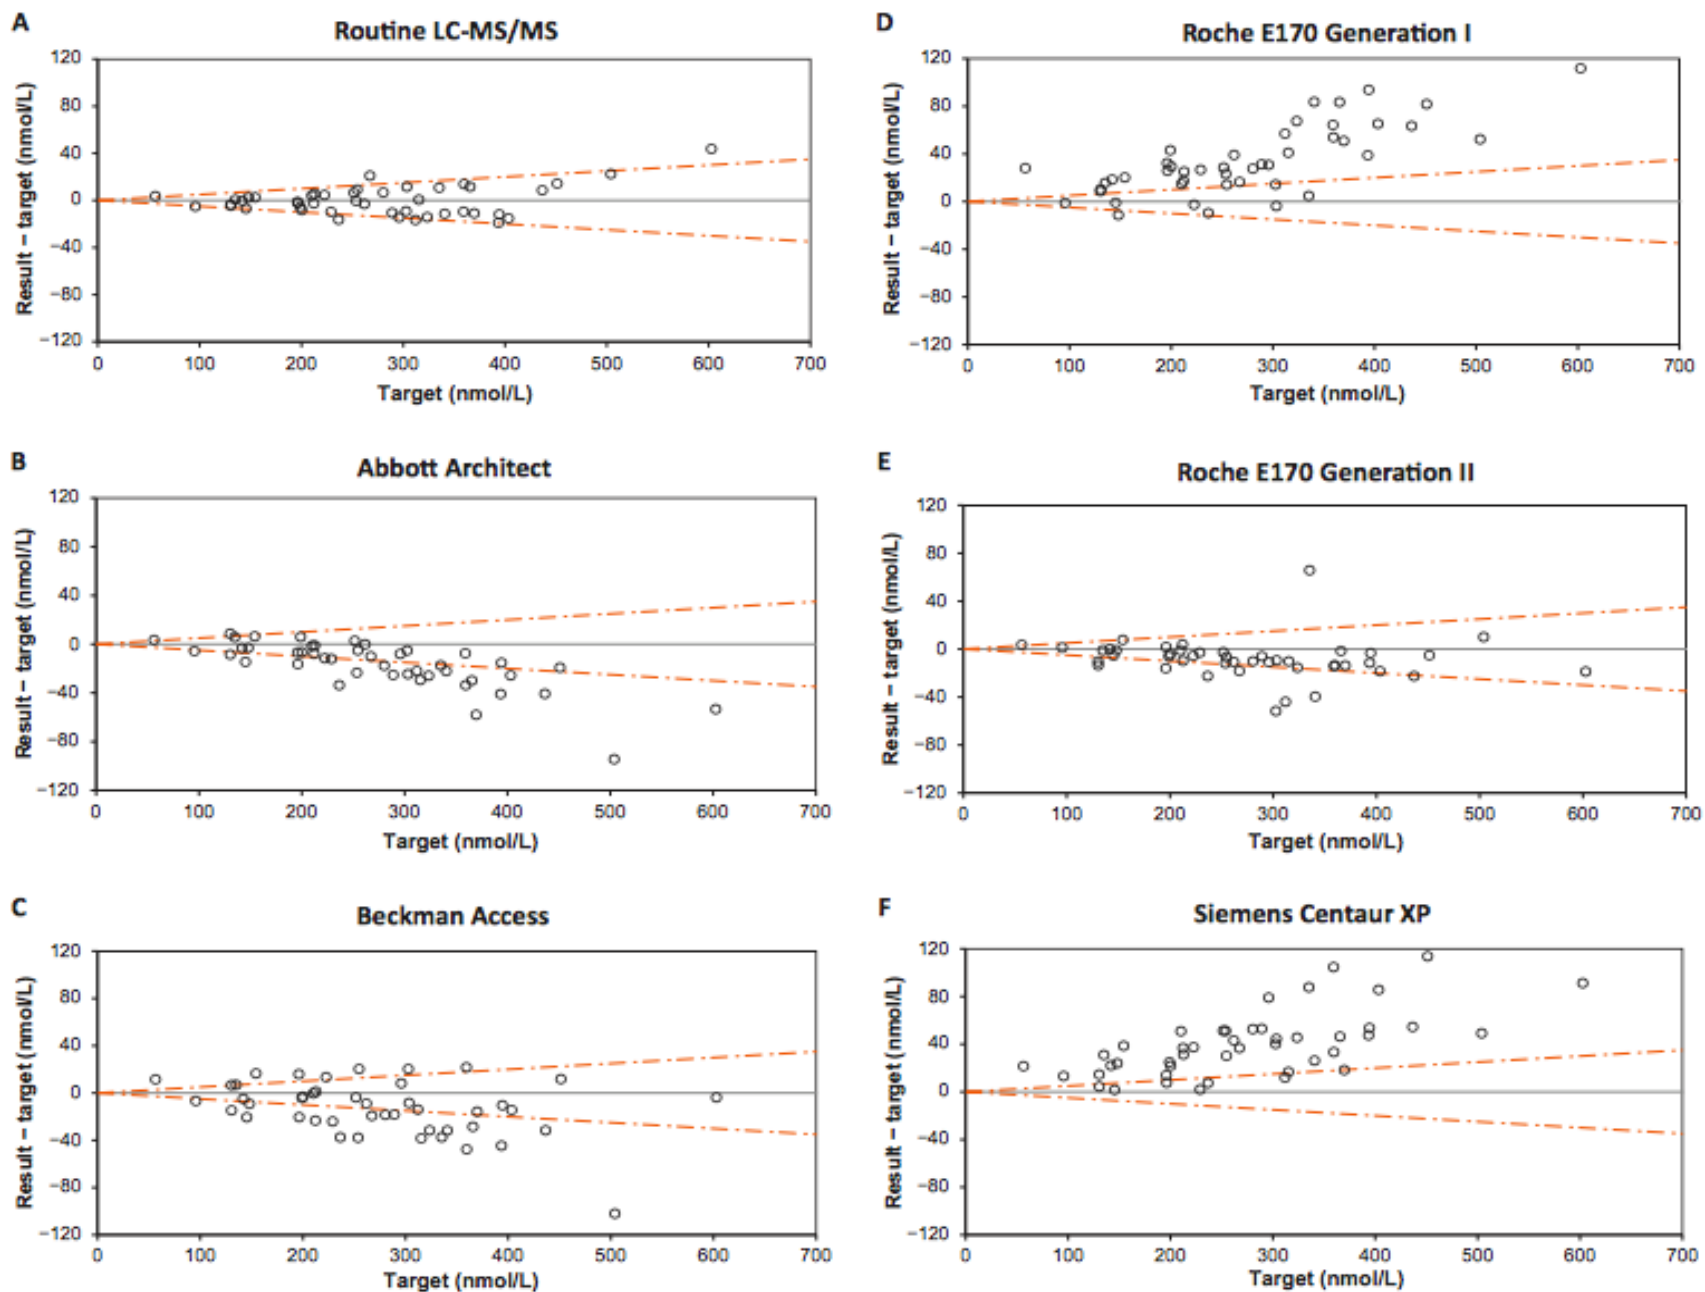 A
Routine LC-MS/MS
120
80
40
0
−40
−80
−120
Result − target (nmol/L)
0 100 200 300 400 500 600 700
Target (nmol/L)
B
Abbott Architect
120
80
40
0
−40
−80
−120
Result − target (nmol/L)
0 100 200 300 400 500 600 700
Target (nmol/L)
C
Beckman Access
120
80
40
0
−40
−80
−120
Result − target (nmol/L)
0 100 200 300 400 500 600 700
Target (nmol/L)
D
Roche E170 Generation I
120
80
40
0
−40
−80
−120
Result − target (nmol/L)
0 100 200 300 400 500 600 700
Target (nmol/L)
E
Roche E170 Generation II
120
80
40
0
−40
−80
−120
Result − target (nmol/L)
0 100 200 300 400 500 600 700
Target (nmol/L)
F
Siemens Centaur XP
120
80
40
0
−40
−80
−120
Result − target (nmol/L)
0 100 200 300 400 500 600 700
Target (nmol/L)